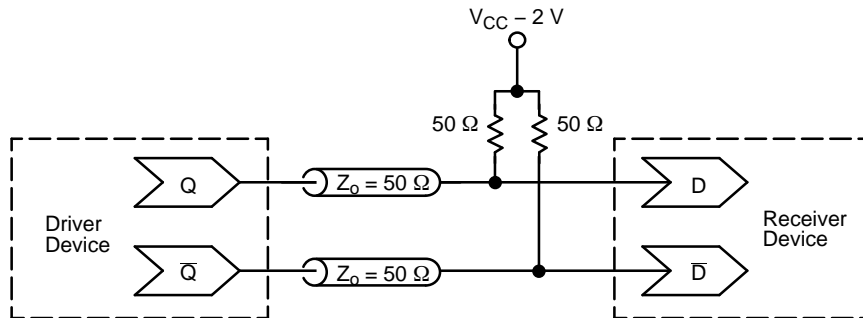 V_CC – 2 V
50 Ω 50 Ω
Q Z_o = 50 Ω D
Driver
Device
Receiver
Device
Q̅ Z_o = 50 Ω D̅